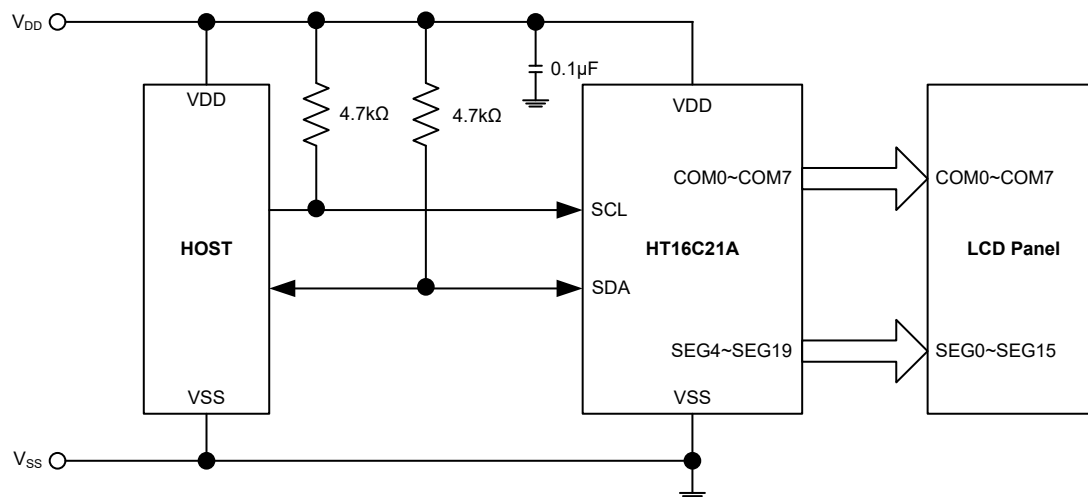 VDD
VDD
0.1µF
4.7kΩ
4.7kΩ
VDD
COM0~COM7
COM0~COM7
SCL
HOST
HT16C21A
LCD Panel
SDA
SEG4~SEG19
SEG0~SEG15
VSS
VSS
VSS